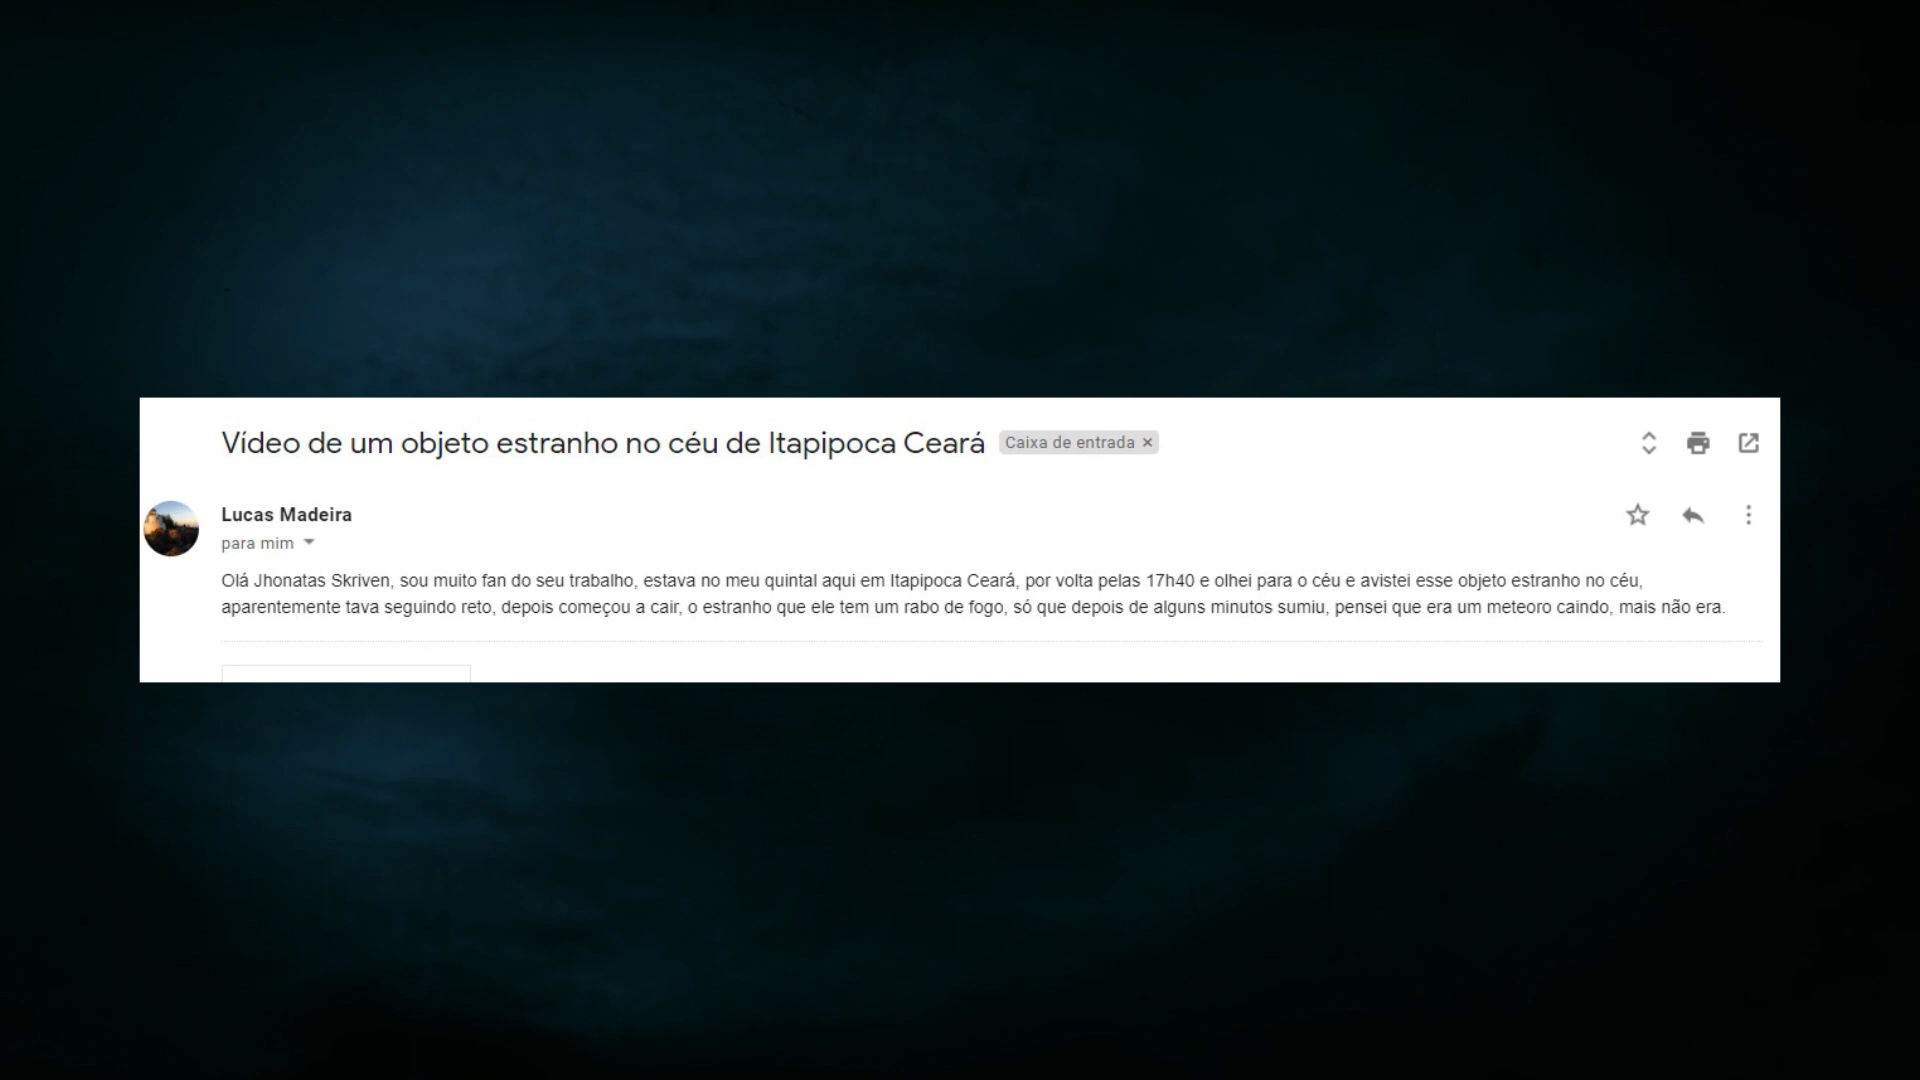 Vídeo de um objeto estranho no céu de Itapipoca Ceará Caixa de entrada ×
Lucas Madeira
para mim
Olá Jhonatas Skriven, sou muito fan do seu trabalho, estava no meu quintal aqui em Itapipoca Ceará, por volta pelas 17h40 e olhei para o céu e avistei esse objeto estranho no céu,
aparentemente tava seguindo reto, depois começou a cair, o estranho que ele tem um rabo de fogo, só que depois de alguns minutos sumiu, pensei que era um meteoro caindo, mais não era.